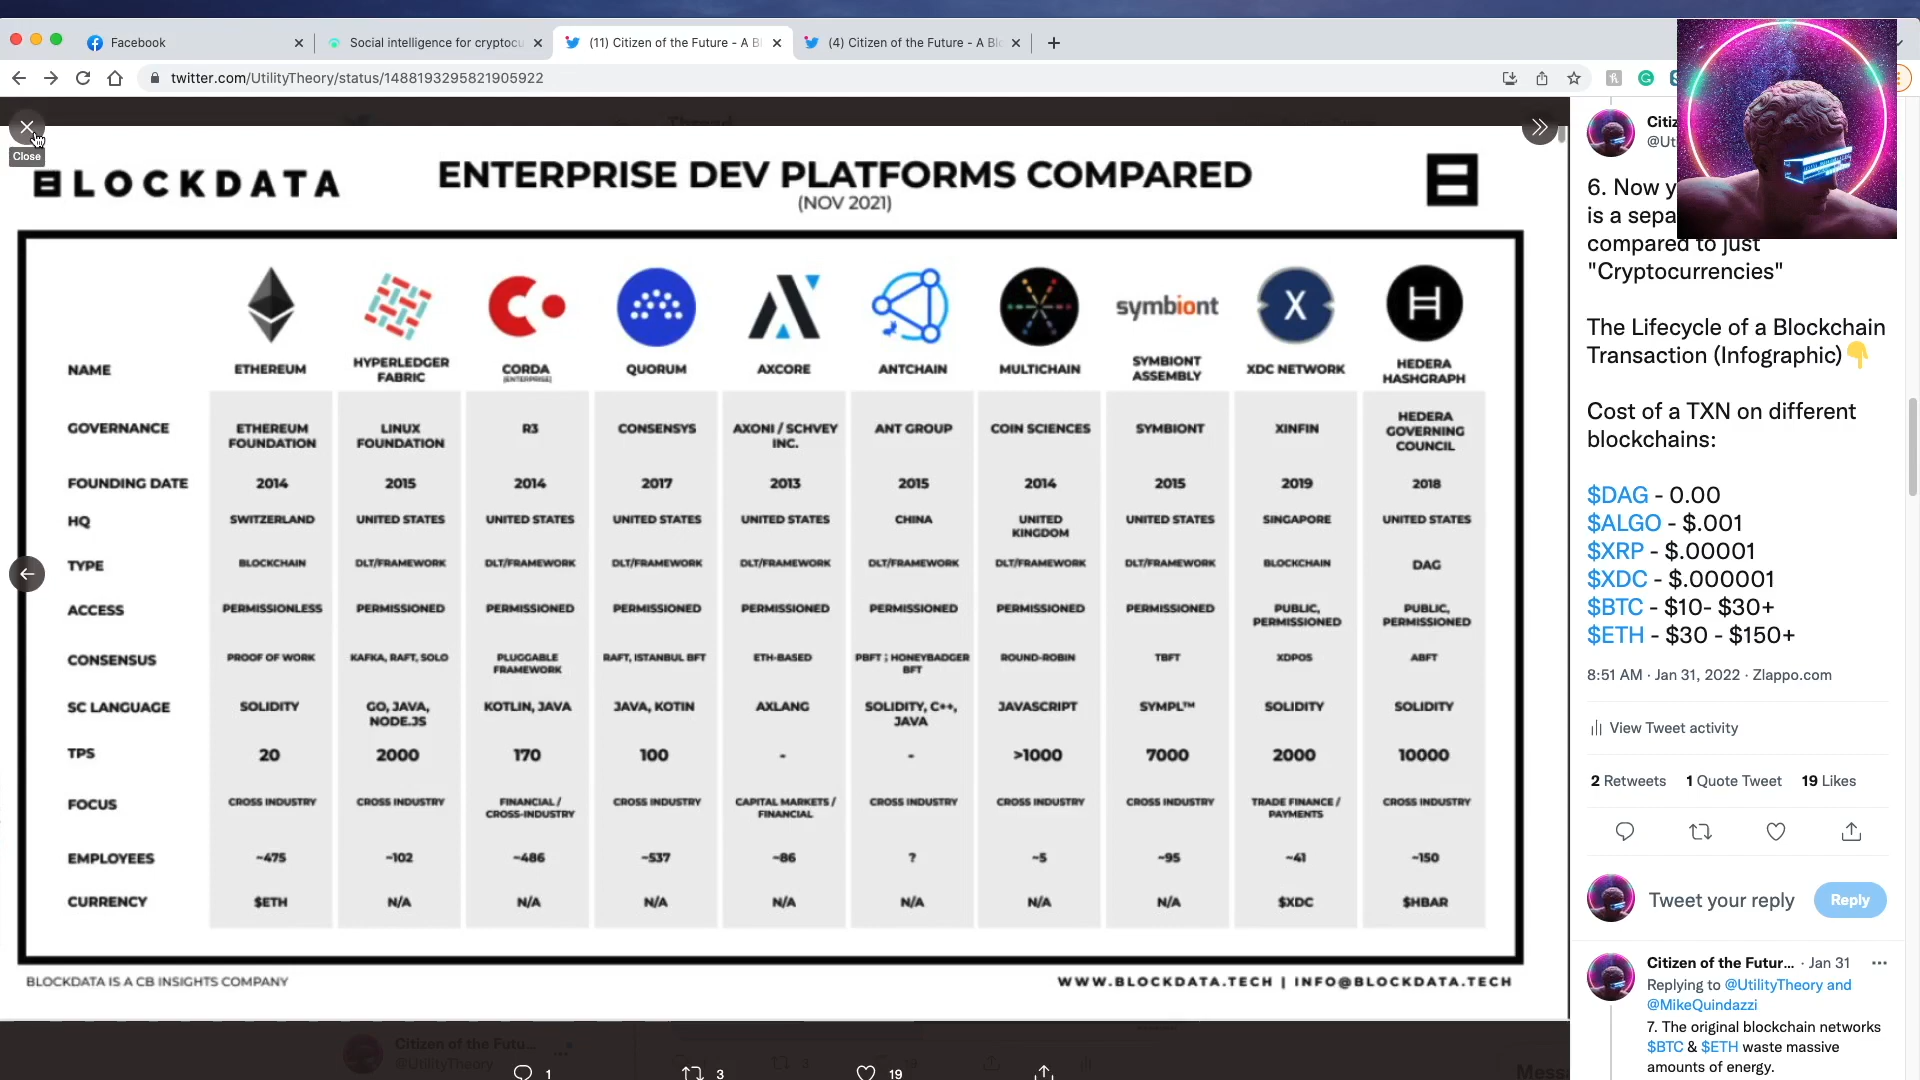 Facebook
Social intelligence for cryptocu
(11) Citizen of the Future - A Bl
(4) Citizen of the Future - A Blo
twitter.com/UtilityTheory/status/1488193295821905922
Close
BLOCKDATA
ENTERPRISE DEV PLATFORMS COMPARED
(NOV 2021)
symbiont
NAME ETHEREUM HYPERLEDGER FABRIC CORDA (ENTERPRISE) QUORUM AXCORE ANTCHAIN MULTICHAIN SYMBIONT ASSEMBLY XDC NETWORK HEDERA HASHGRAPH
GOVERNANCE ETHEREUM FOUNDATION LINUX FOUNDATION R3 CONSENSYS AXONI / SCHVEY INC. ANT GROUP COIN SCIENCES SYMBIONT XINFIN HEDERA GOVERNING COUNCIL
FOUNDING DATE 2014 2015 2014 2017 2013 2015 2014 2015 2019 2018
HQ SWITZERLAND UNITED STATES UNITED STATES UNITED STATES UNITED STATES CHINA UNITED KINGDOM UNITED STATES SINGAPORE UNITED STATES
TYPE BLOCKCHAIN DLT/FRAMEWORK DLT/FRAMEWORK DLT/FRAMEWORK DLT/FRAMEWORK DLT/FRAMEWORK DLT/FRAMEWORK DLT/FRAMEWORK BLOCKCHAIN DAG
ACCESS PERMISSIONLESS PERMISSIONED PERMISSIONED PERMISSIONED PERMISSIONED PERMISSIONED PERMISSIONED PERMISSIONED PUBLIC, PERMISSIONED PUBLIC, PERMISSIONED
CONSENSUS PROOF OF WORK KAFKA, RAFT, SOLO PLUGGABLE FRAMEWORK RAFT, ISTANBUL BFT ETH-BASED PBFT ; HONEYBADGER BFT ROUND-ROBIN TBFT XDPOS ABFT
SC LANGUAGE SOLIDITY GO, JAVA, NODE.JS KOTLIN, JAVA JAVA, KOTIN AXLANG SOLIDITY, C++, JAVA JAVASCRIPT SYMPL™ SOLIDITY SOLIDITY
TPS 20 2000 170 100 - - >1000 7000 2000 10000
FOCUS CROSS INDUSTRY CROSS INDUSTRY FINANCIAL / CROSS-INDUSTRY CROSS INDUSTRY CAPITAL MARKETS / FINANCIAL CROSS INDUSTRY CROSS INDUSTRY CROSS INDUSTRY TRADE FINANCE / PAYMENTS CROSS INDUSTRY
EMPLOYEES ~475 ~102 ~486 ~537 ~86 ? ~5 ~95 ~41 ~150
CURRENCY $ETH N/A N/A N/A N/A N/A N/A N/A $XDC $HBAR
BLOCKDATA IS A CB INSIGHTS COMPANY
WWW.BLOCKDATA.TECH | INFO@BLOCKDATA.TECH
Citizen of the Futu...
@UtilityTheory
1 3 19
Citiz
@Ut
6. Now y
is a sepa
compared to just
"Cryptocurrencies"
The Lifecycle of a Blockchain
Transaction (Infographic)👇
Cost of a TXN on different
blockchains:
$DAG - 0.00
$ALGO - $.001
$XRP - $.00001
$XDC - $.000001
$BTC - $10- $30+
$ETH - $30 - $150+
8:51 AM · Jan 31, 2022 · Zlappo.com
View Tweet activity
2 Retweets 1 Quote Tweet 19 Likes
Tweet your reply
Reply
Citizen of the Futur... · Jan 31
Replying to @UtilityTheory and
@MikeQuindazzi
7. The original blockchain networks
$BTC & $ETH waste massive
amounts of energy.